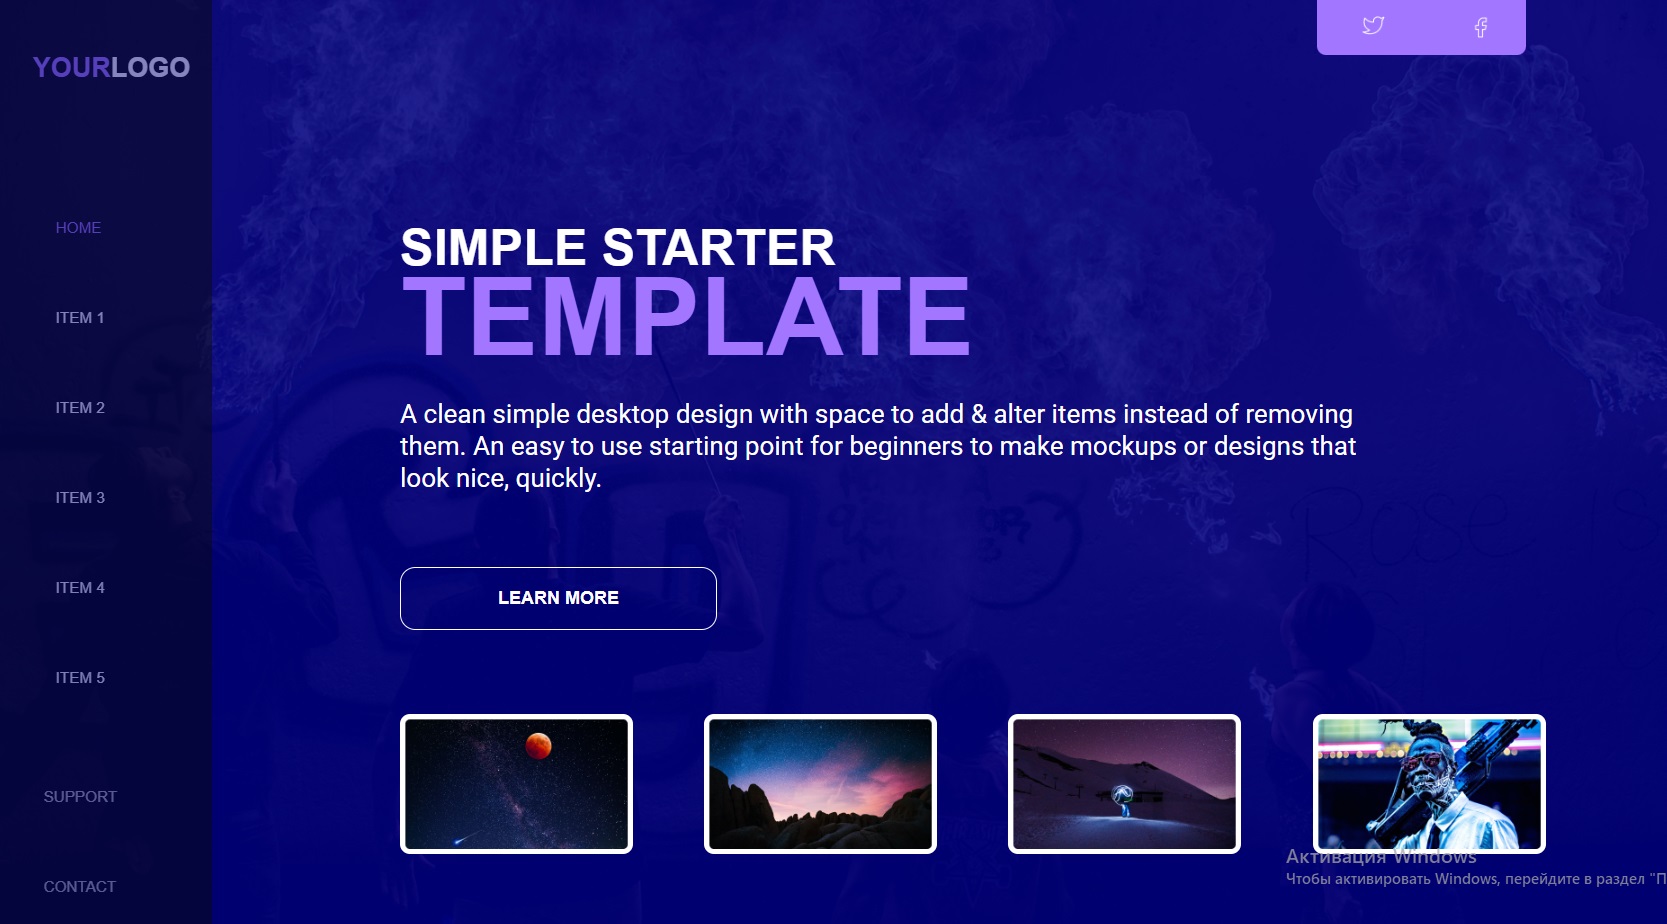 YOURLOGO
HOME
ITEM 1
ITEM 2
ITEM 3
ITEM 4
ITEM 5
SUPPORT
CONTACT
SIMPLE STARTER
TEMPLATE
A clean simple desktop design with space to add & alter items instead of removing
them. An easy to use starting point for beginners to make mockups or designs that
look nice, quickly.
LEARN MORE
Rose is
Активация Windows
Чтобы активировать Windows, перейдите в раздел "П